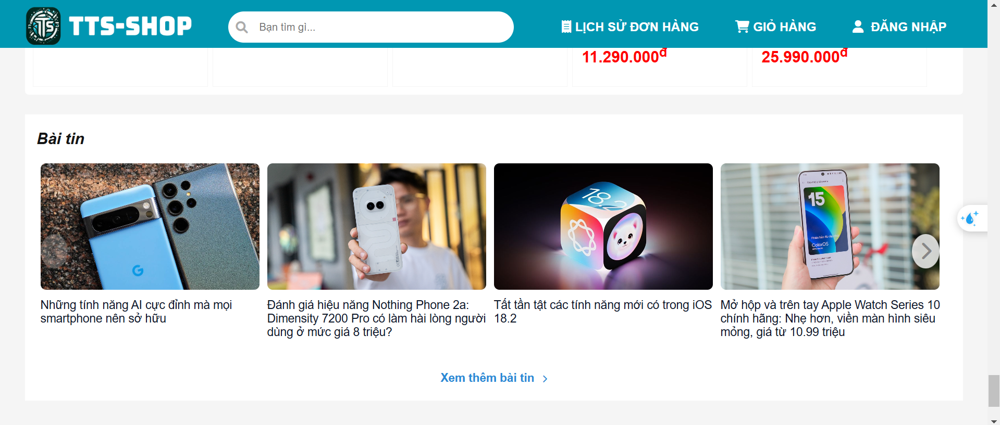 TTS-SHOP
Bạn tìm gì...
LỊCH SỬ ĐƠN HÀNG
GIỎ HÀNG
ĐĂNG NHẬP
11.290.000đ
25.990.000đ
Bài tin
18.2
15
ColorOS
Những tính năng AI cực đỉnh mà mọi
smartphone nên sở hữu
Đánh giá hiệu năng Nothing Phone 2a:
Dimensity 7200 Pro có làm hài lòng người
dùng ở mức giá 8 triệu?
Tất tần tật các tính năng mới có trong iOS
18.2
Mở hộp và trên tay Apple Watch Series 10
chính hãng: Nhẹ hơn, viền màn hình siêu
mỏng, giá từ 10.99 triệu
Xem thêm bài tin